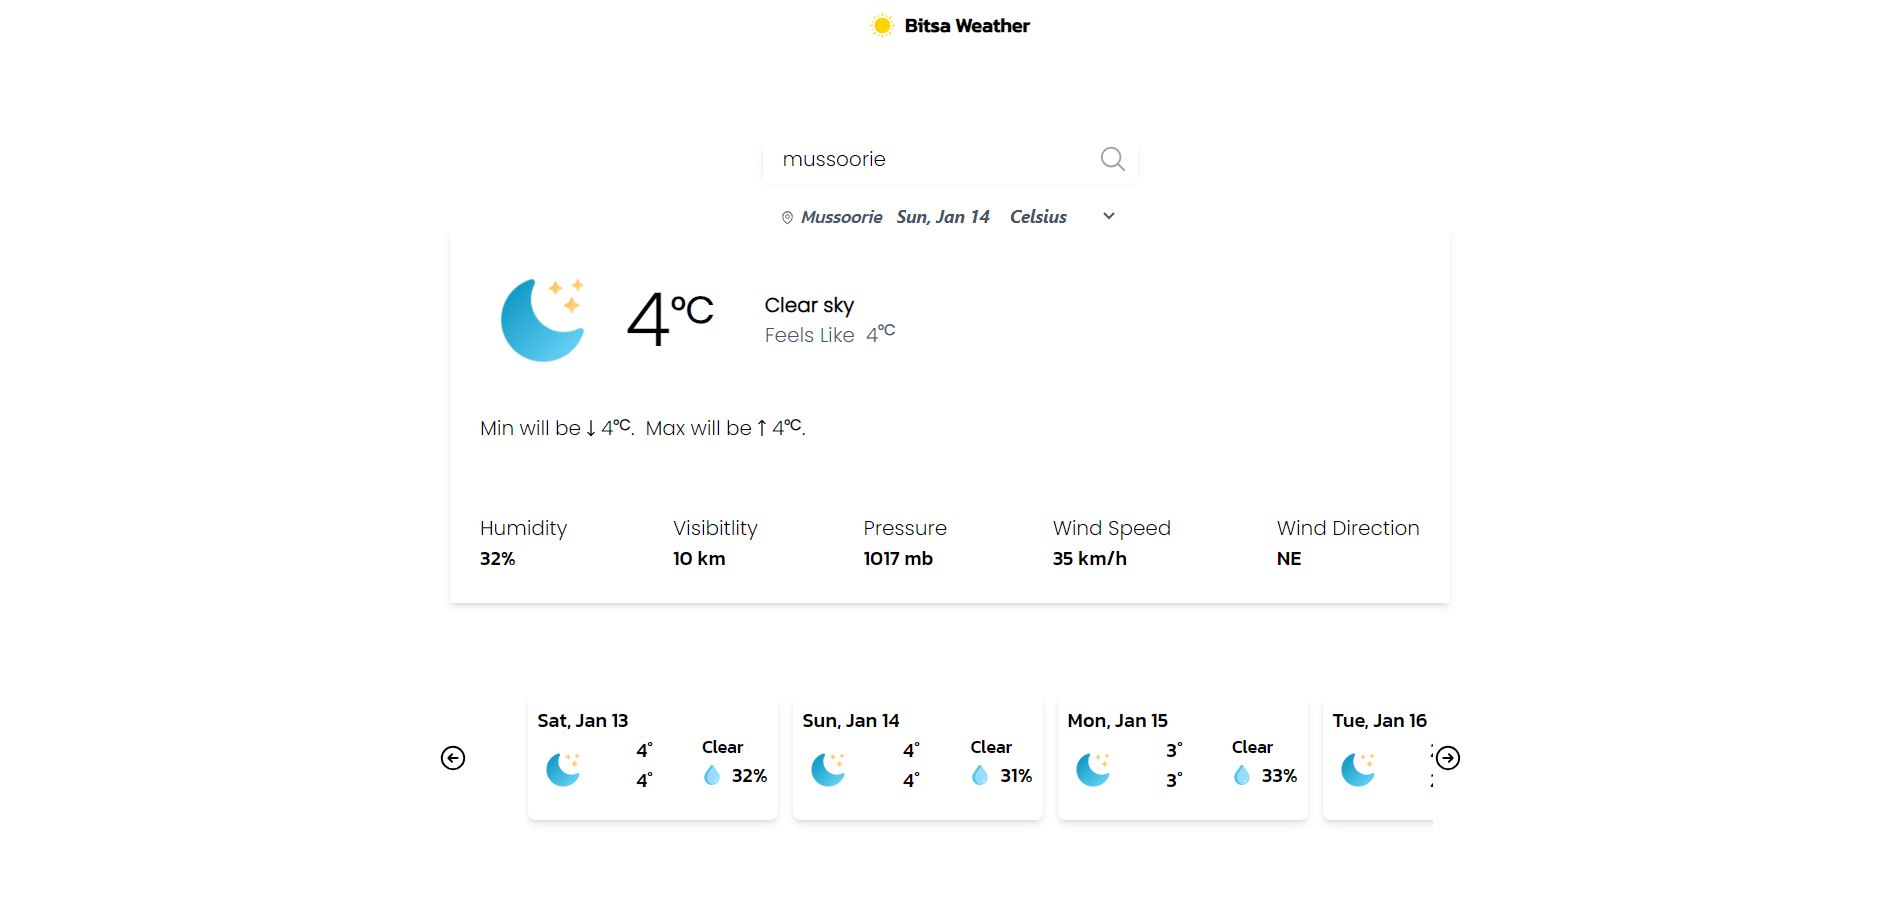 Bitsa Weather
mussoorie
Mussoorie Sun, Jan 14 Celsius
4°C
Clear sky
Feels Like 4°C
Min will be ↓ 4°C. Max will be ↑ 4°C.
Humidity Visibitlity Pressure Wind Speed Wind Direction
32% 10 km 1017 mb 35 km/h NE
Sat, Jan 13
4°
4°
Clear
32%
Sun, Jan 14
4°
4°
Clear
31%
Mon, Jan 15
3°
3°
Clear
33%
Tue, Jan 16